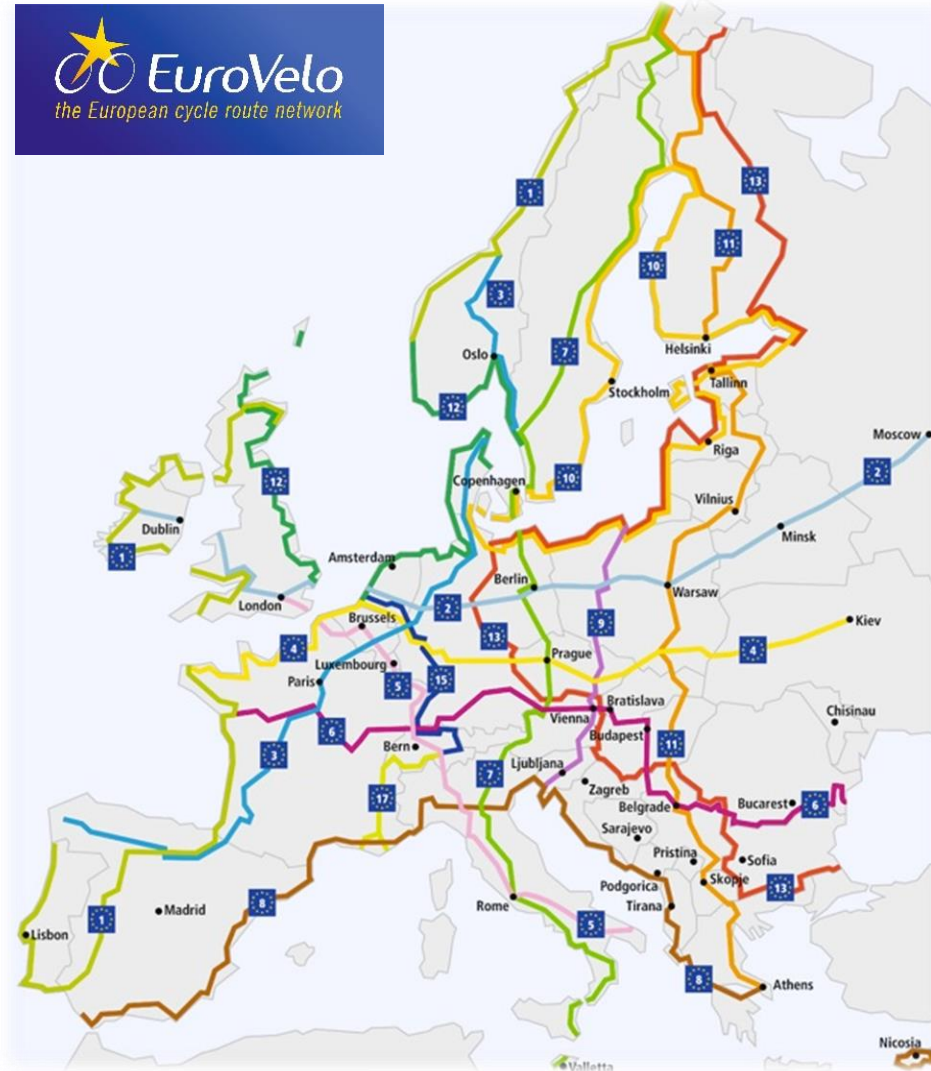 EuroVelo
the European cycle route network
1
13
11
10
3
Oslo
7
Helsinki
Tallinn
Stockholm
12
Riga
Moscow
2
10
Copenhagen
12
Vilnius
Dublin
Minsk
1
Amsterdam
Berlin
Warsaw
London
2
Brussels
9
Kiev
13
4
4
Prague
Luxembourg
Paris
5
15
Bratislava
Vienna
Chisinau
6
Budapest
Bern
11
3
Ljubljana
7
Zagreb
17
Belgrade
Bucarest
6
Sarajevo
Pristina
Sofia
Skopje
13
Podgorica
Tirana
Madrid
8
Rome
1
5
Lisbon
8
Athens
Nicosia
Valletta